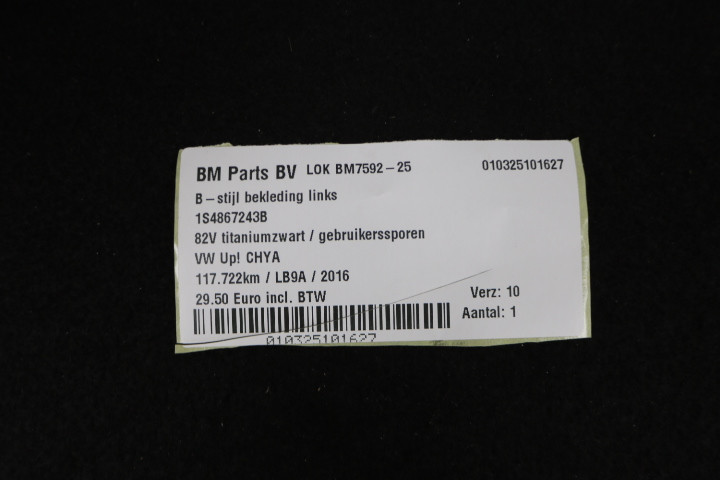 BM Parts BV LOK BM7592-25 010325101627
B-stijl bekleding links
1S4867243B
82V titaniumzwart / gebruikerssporen
VW Up! CHYA
117.722km / LB9A / 2016
29.50 Euro incl. BTW
Verz: 10
Aantal: 1
010325101627